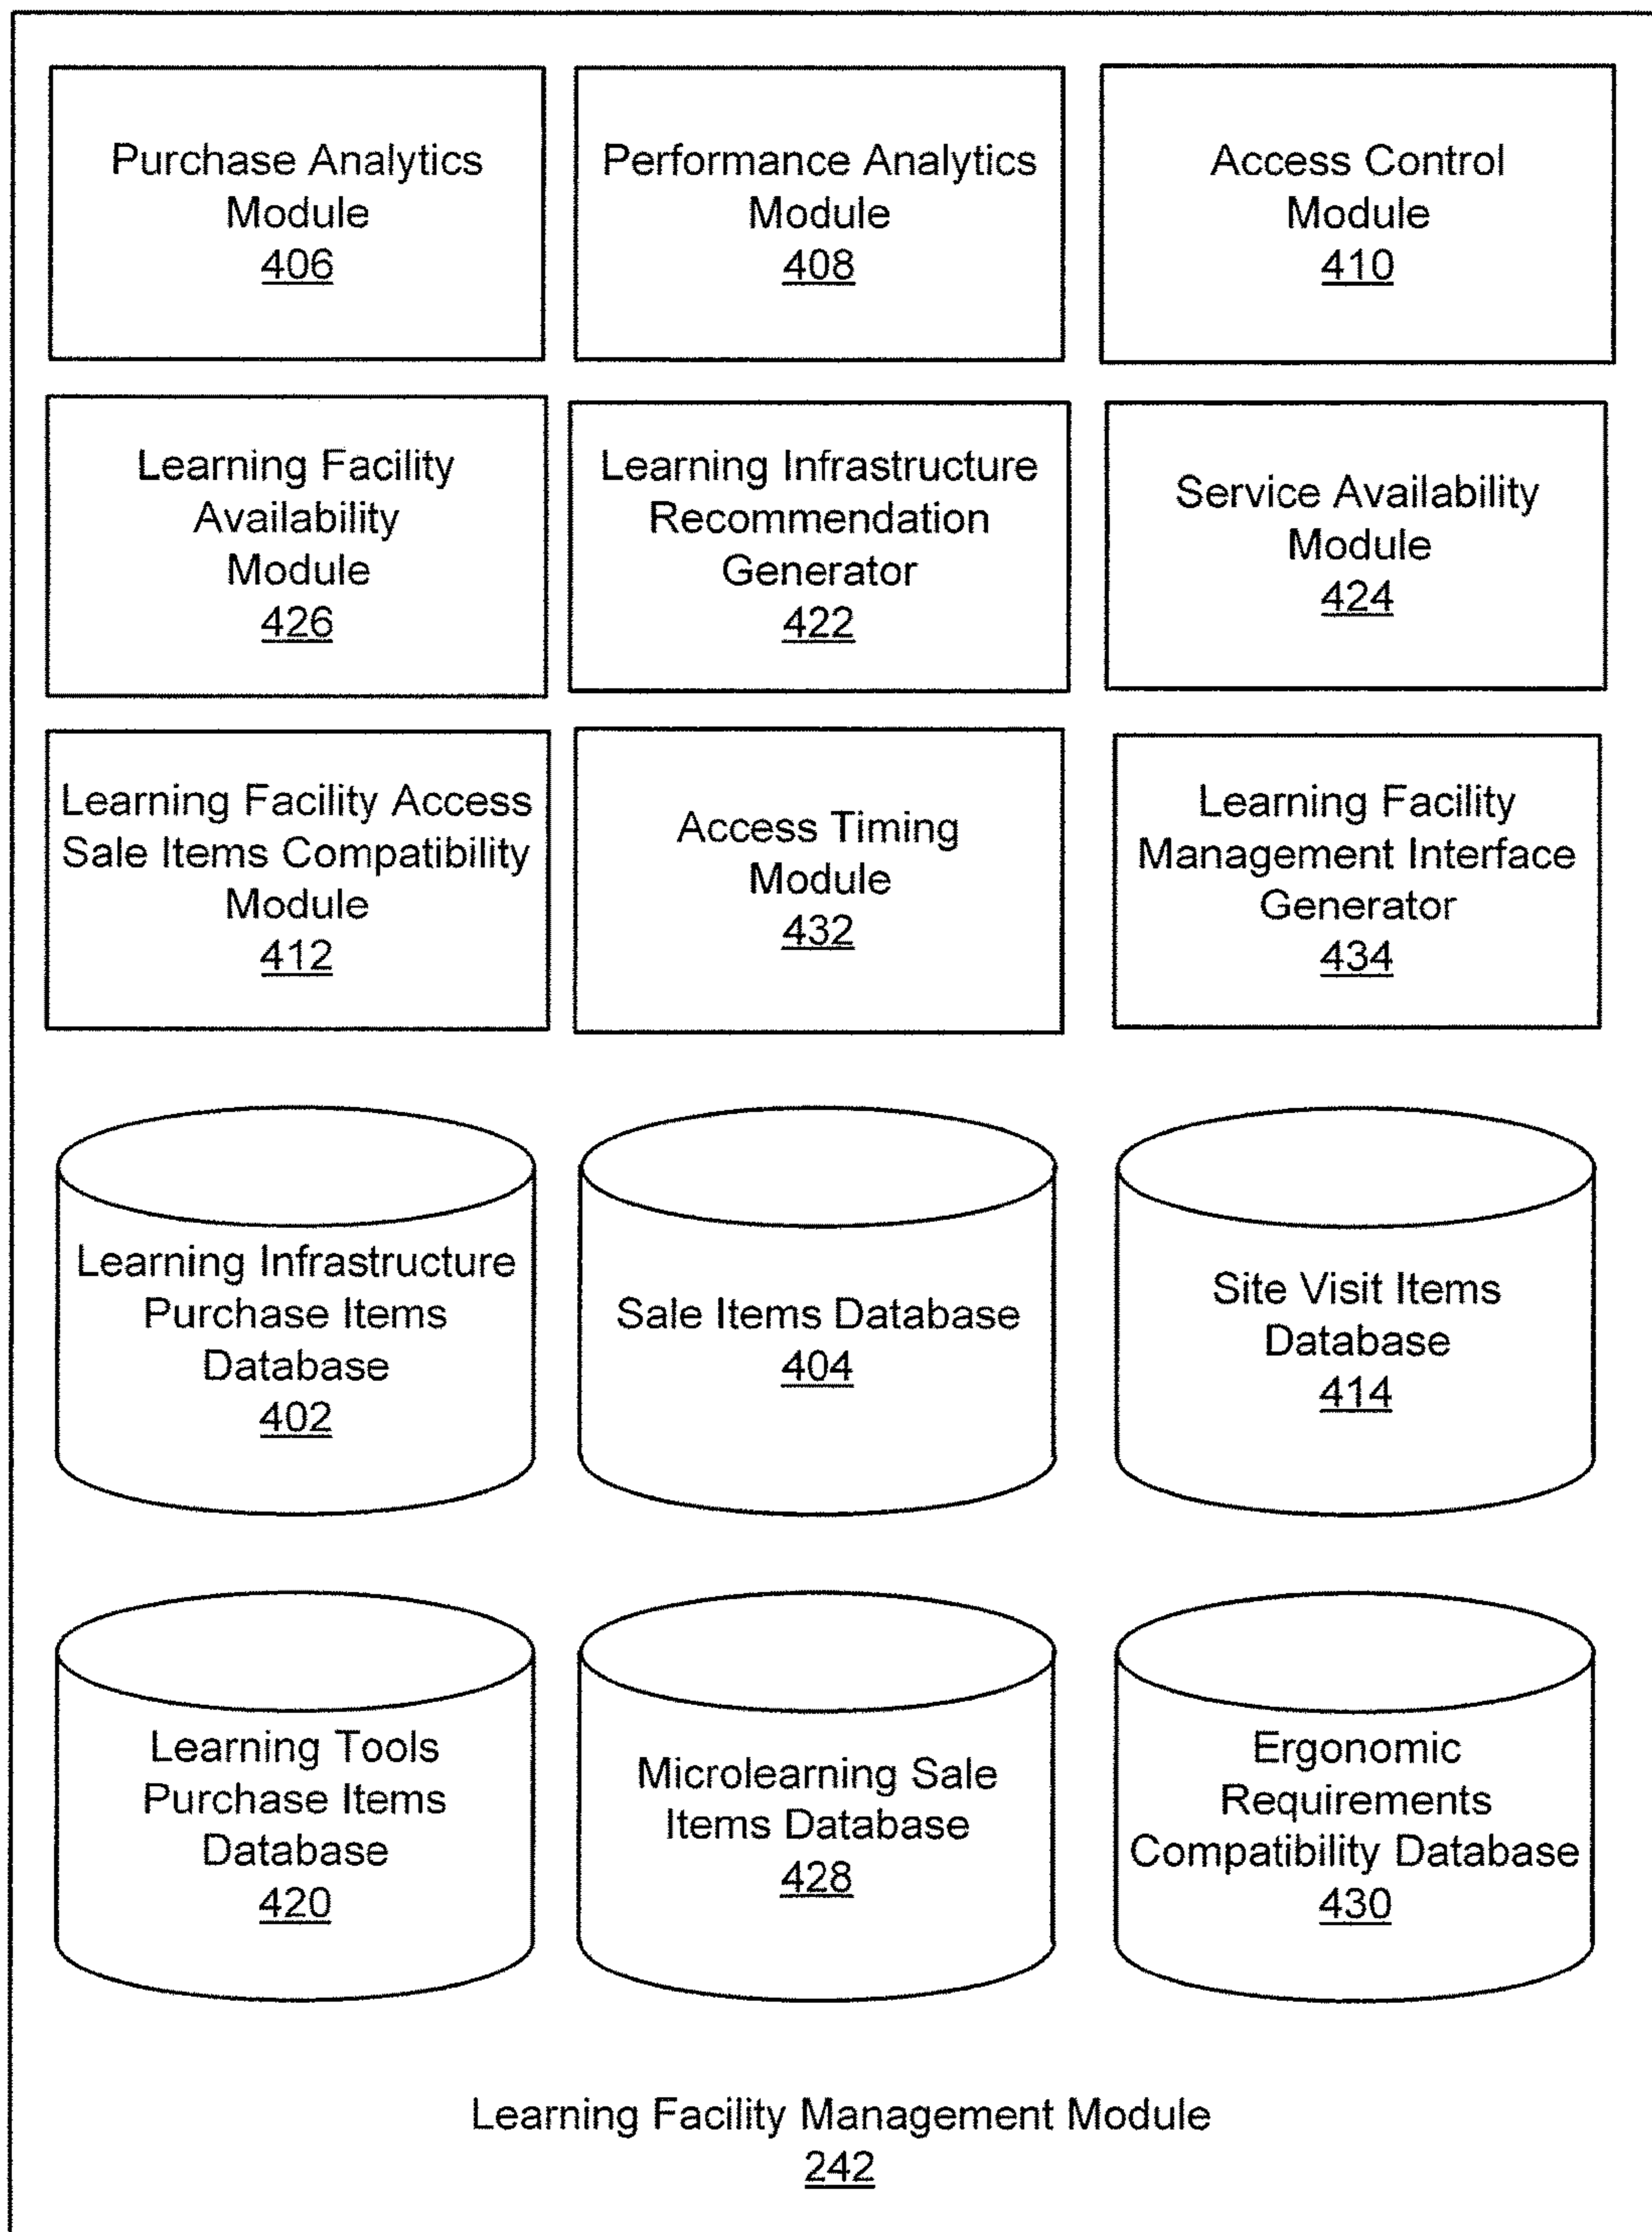 Purchase Analytics
Module
406
Performance Analytics
Module
408
Access Control
Module
410
Learning Facility
Availability
Module
426
Learning Infrastructure
Recommendation
Generator
422
Service Availability
Module
424
Learning Facility Access
Sale Items Compatibility
Module
412
Access Timing
Module
432
Learning Facility
Management Interface
Generator
434
Learning Infrastructure
Purchase Items
Database
402
Sale Items Database
404
Site Visit Items
Database
414
Learning Tools
Purchase Items
Database
420
Microlearning Sale
Items Database
428
Ergonomic
Requirements
Compatibility Database
430
Learning Facility Management Module
242